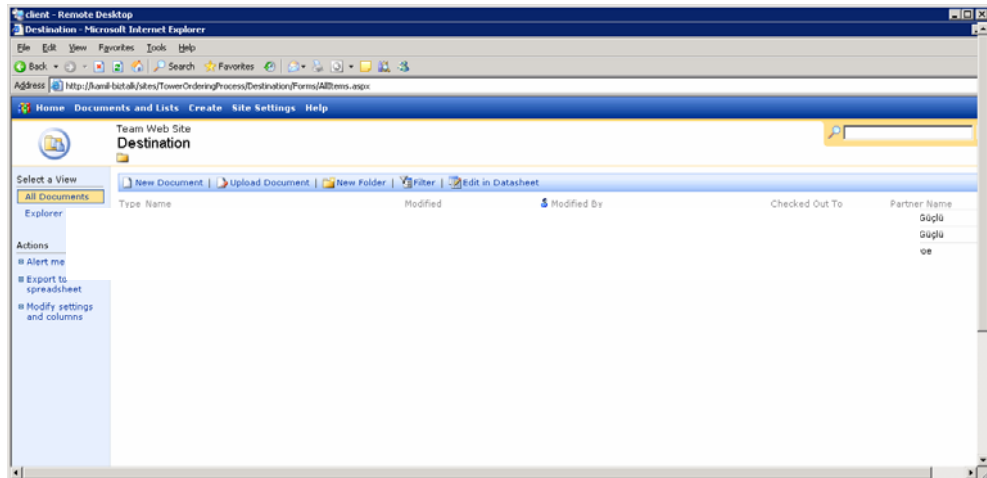 client - Remote Desktop
Destination - Microsoft Internet Explorer
File Edit View Favorites Tools Help
Back Search Favorites
Address http://kamil-biztalk/sites/TowerOrderingProcess/Destination/Forms/AllItems.aspx
Home Documents and Lists Create Site Settings Help
Team Web Site
Destination
Select a View
All Documents
Explorer
Actions
Alert me
Export to
spreadsheet
Modify settings
and columns
New Document | Upload Document | New Folder | Filter | Edit in Datasheet
Type Name Modified Modified By Checked Out To Partner Name
Güçlü
Güçlü